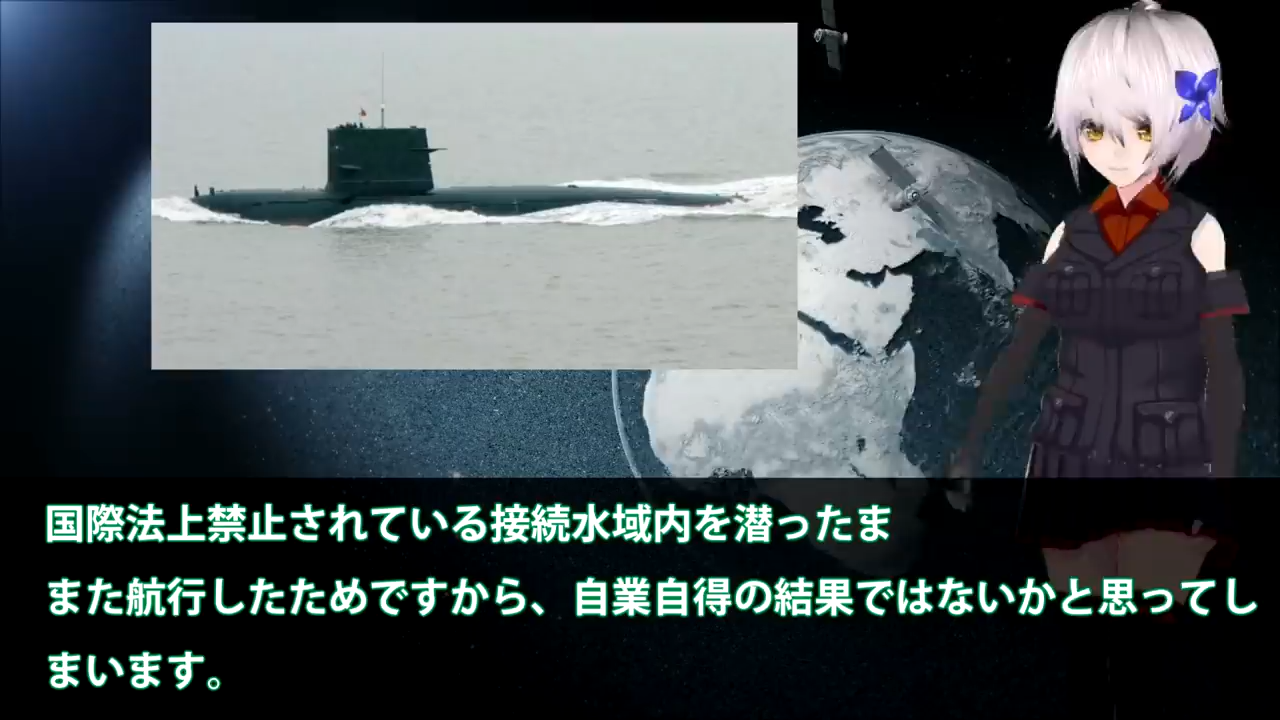 国際法上禁止されている接続水域内を潜ったま
また航行したためですから、自業自得の結果ではないかと思ってし
まいます。